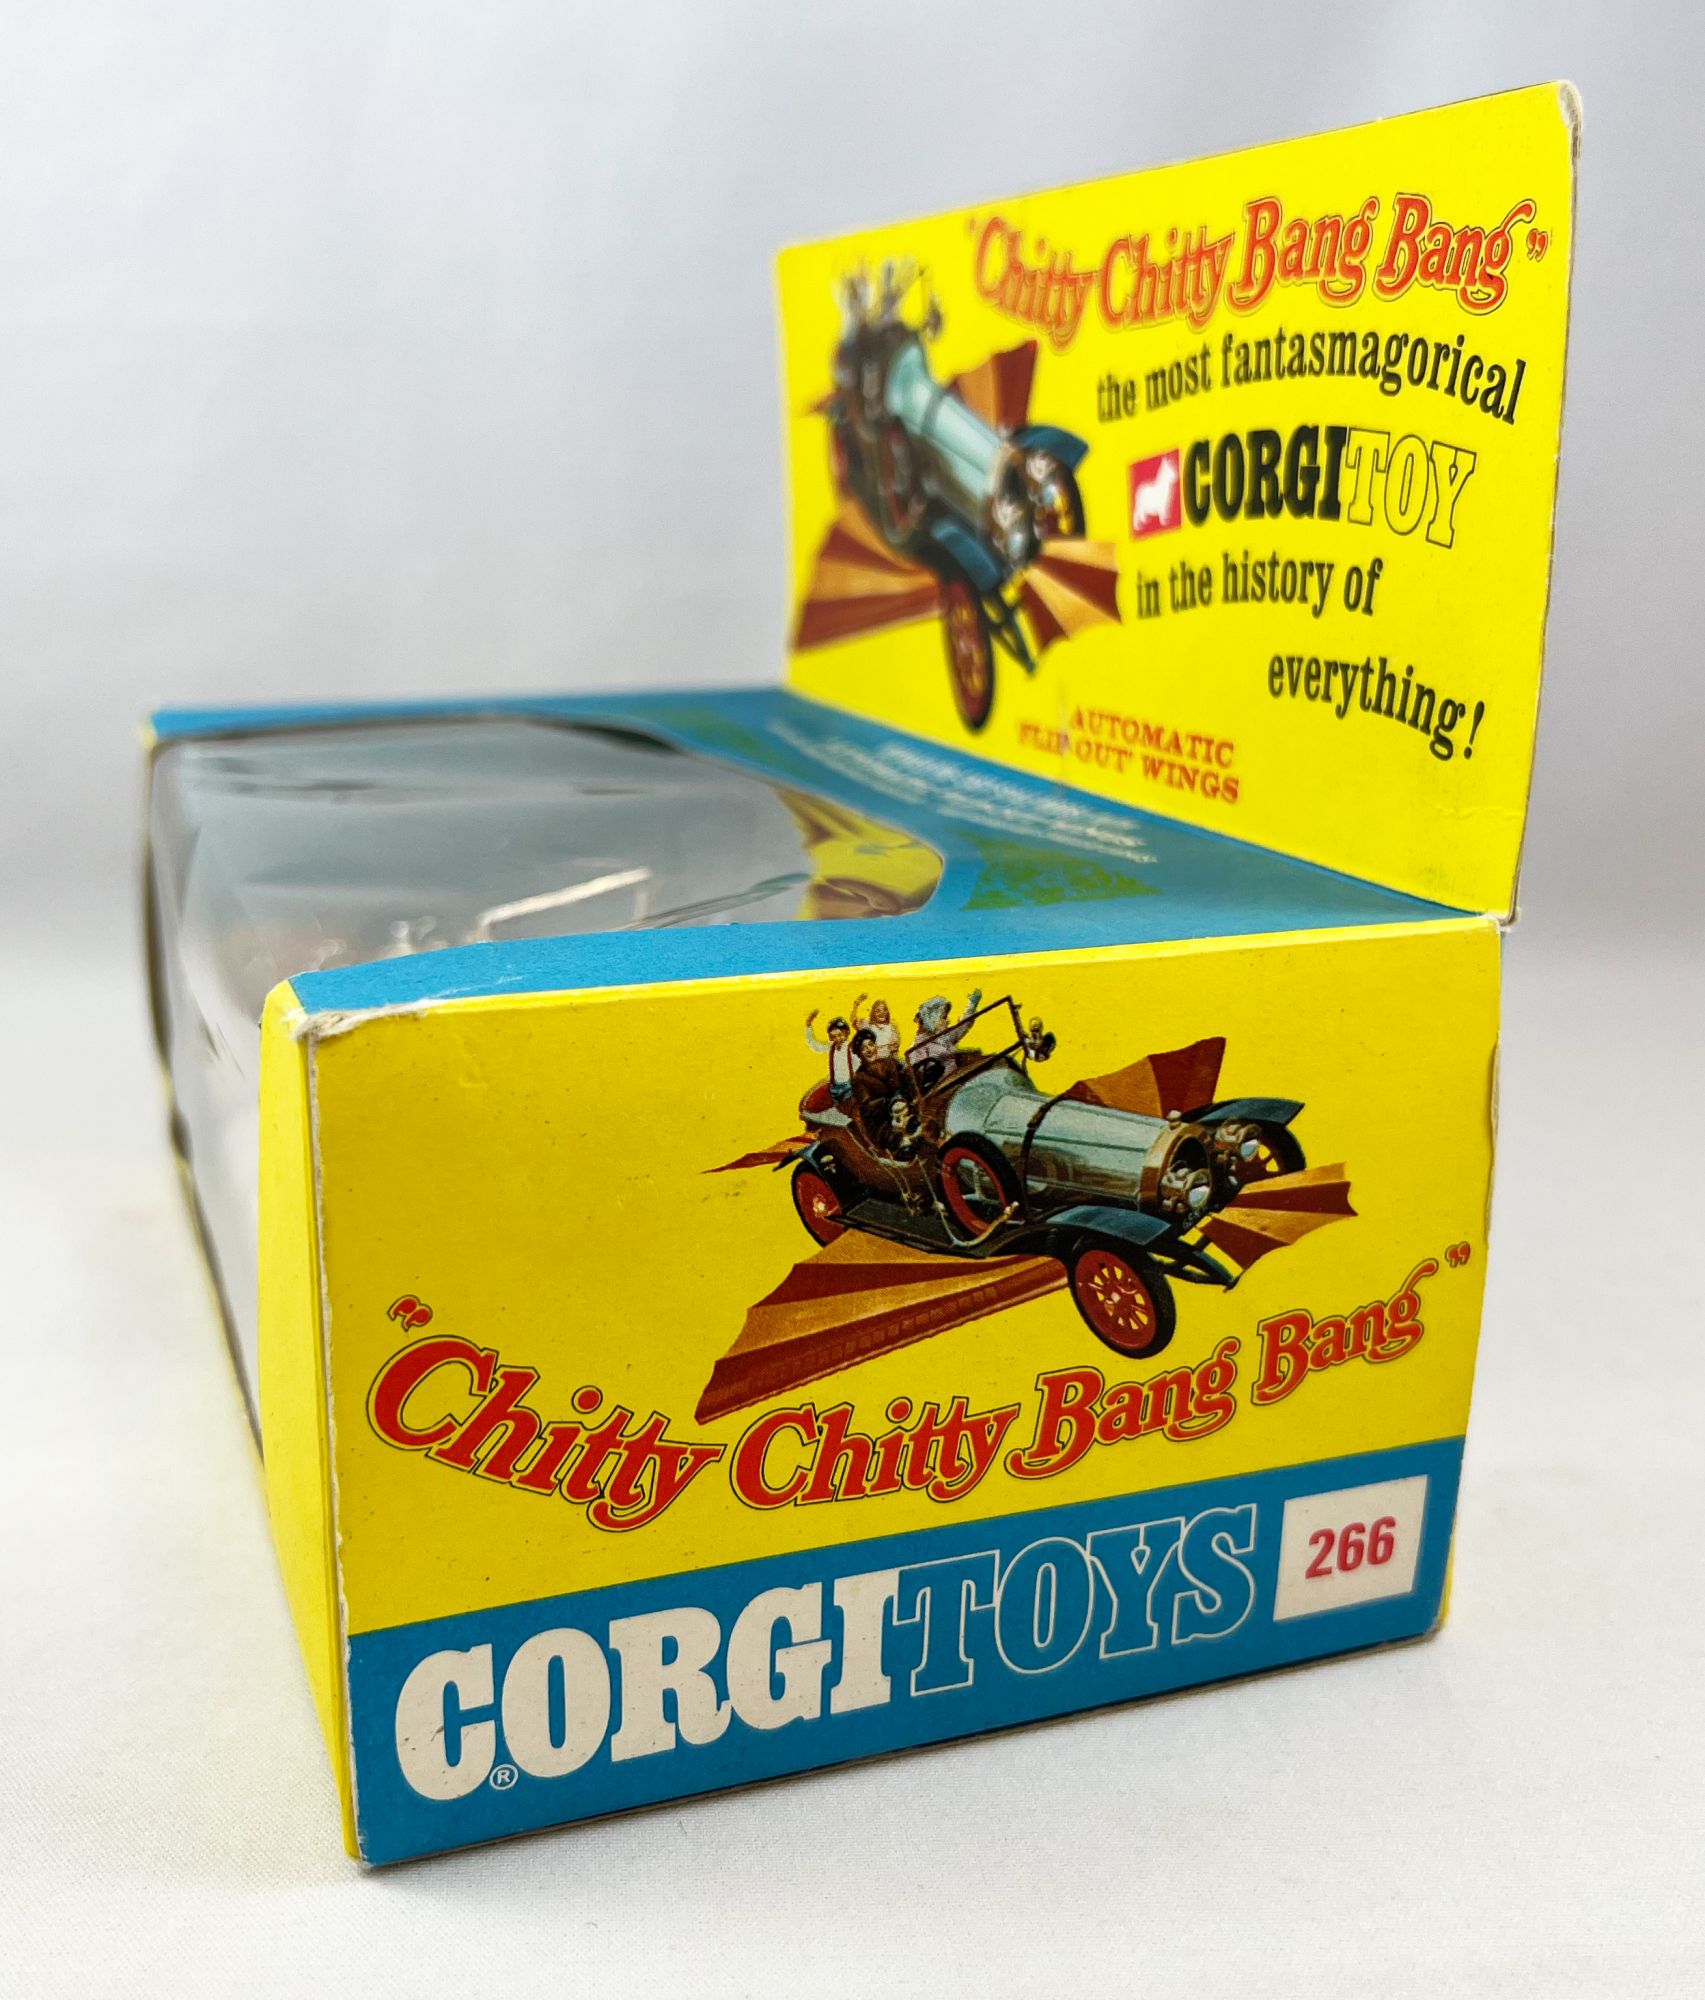 "Chitty Chitty Bang Bang"
the most fantasmagorical
CORGI TOY
in the history of
everything!
AUTOMATIC
'FLIP-OUT' WINGS
"Chitty Chitty Bang Bang"
CORGI TOYS
®
266